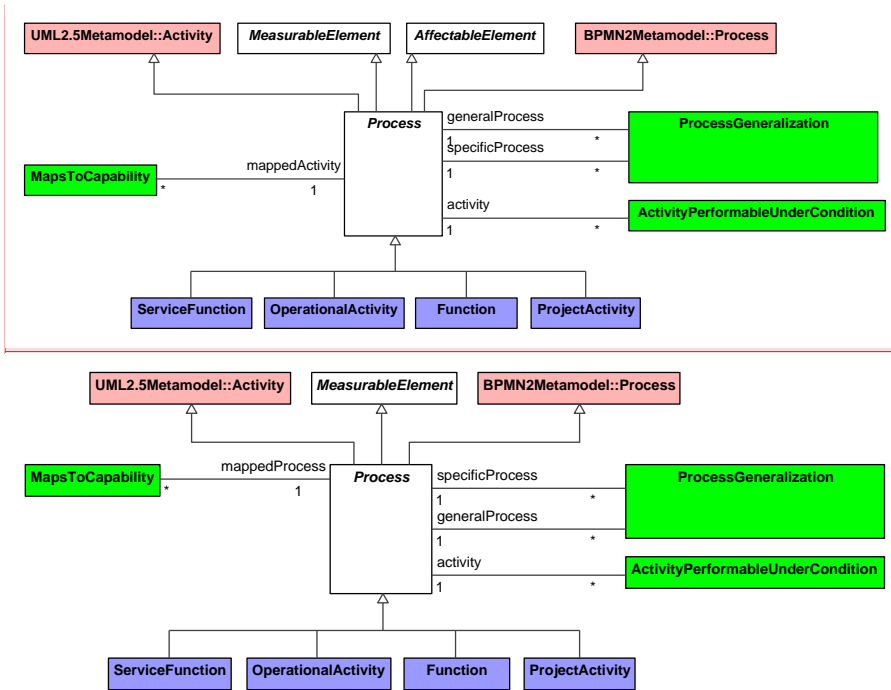 UML2.5Metamodel::Activity
MeasurableElement
AffectableElement
BPMN2Metamodel::Process
Process
generalProcess
1
*
ProcessGeneralization
specificProcess
1
*
MapsToCapability
*
mappedActivity
1
activity
1
*
ActivityPerformableUnderCondition
ServiceFunction
OperationalActivity
Function
ProjectActivity
UML2.5Metamodel::Activity
MeasurableElement
BPMN2Metamodel::Process
MapsToCapability
*
mappedProcess
1
Process
specificProcess
1
*
ProcessGeneralization
generalProcess
1
*
activity
1
*
ActivityPerformableUnderCondition
ServiceFunction
OperationalActivity
Function
ProjectActivity